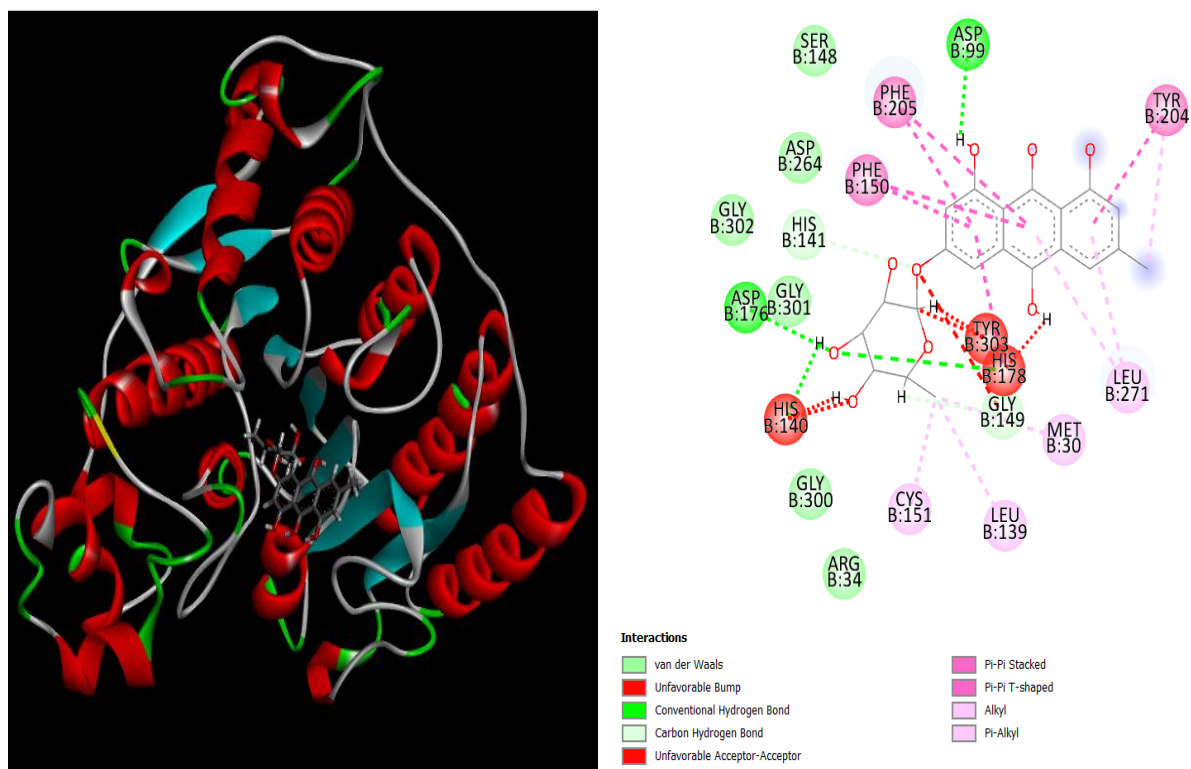 SER
B:148
ASP
B:99
PHE
B:205
TYR
B:204
ASP
B:264
PHE
B:150
H
O
O
O
GLY
B:302
HIS
B:141
O
O
ASP
B:176
GLY
B:301
H
O
H
H
O
O
TYR
B:303
HIS
B:178
H
O
H
LEU
B:271
HIS
B:140
GLY
B:149
MET
B:30
GLY
B:300
CYS
B:151
LEU
B:139
ARG
B:34
Interactions
van der Waals
Unfavorable Bump
Conventional Hydrogen Bond
Carbon Hydrogen Bond
Unfavorable Acceptor-Acceptor
Pi-Pi Stacked
Pi-Pi T-shaped
Alkyl
Pi-Alkyl